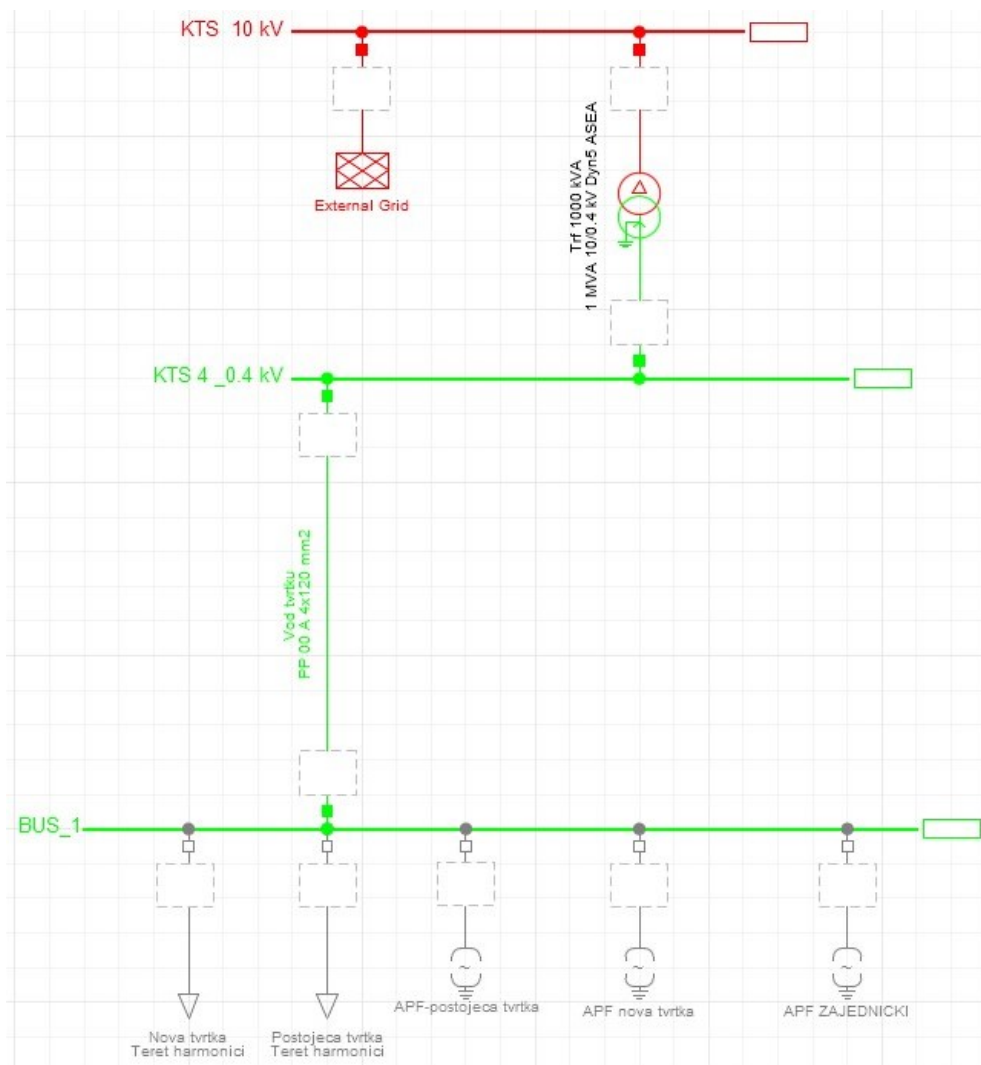 KTS 10 kV
External Grid
Trf 1000 kVA
1 MVA 10/0.4 kV Dyn5 ASEA
KTS 4 _0.4 kV
Vod tvrtku
PP 00 A 4x120 mm2
BUS_1
Nova tvrtka
Teret harmonici
Postojeca tvrtka
Teret harmonici
APF-postojeca tvrtka
APF nova tvrtka
APF ZAJEDNICKI